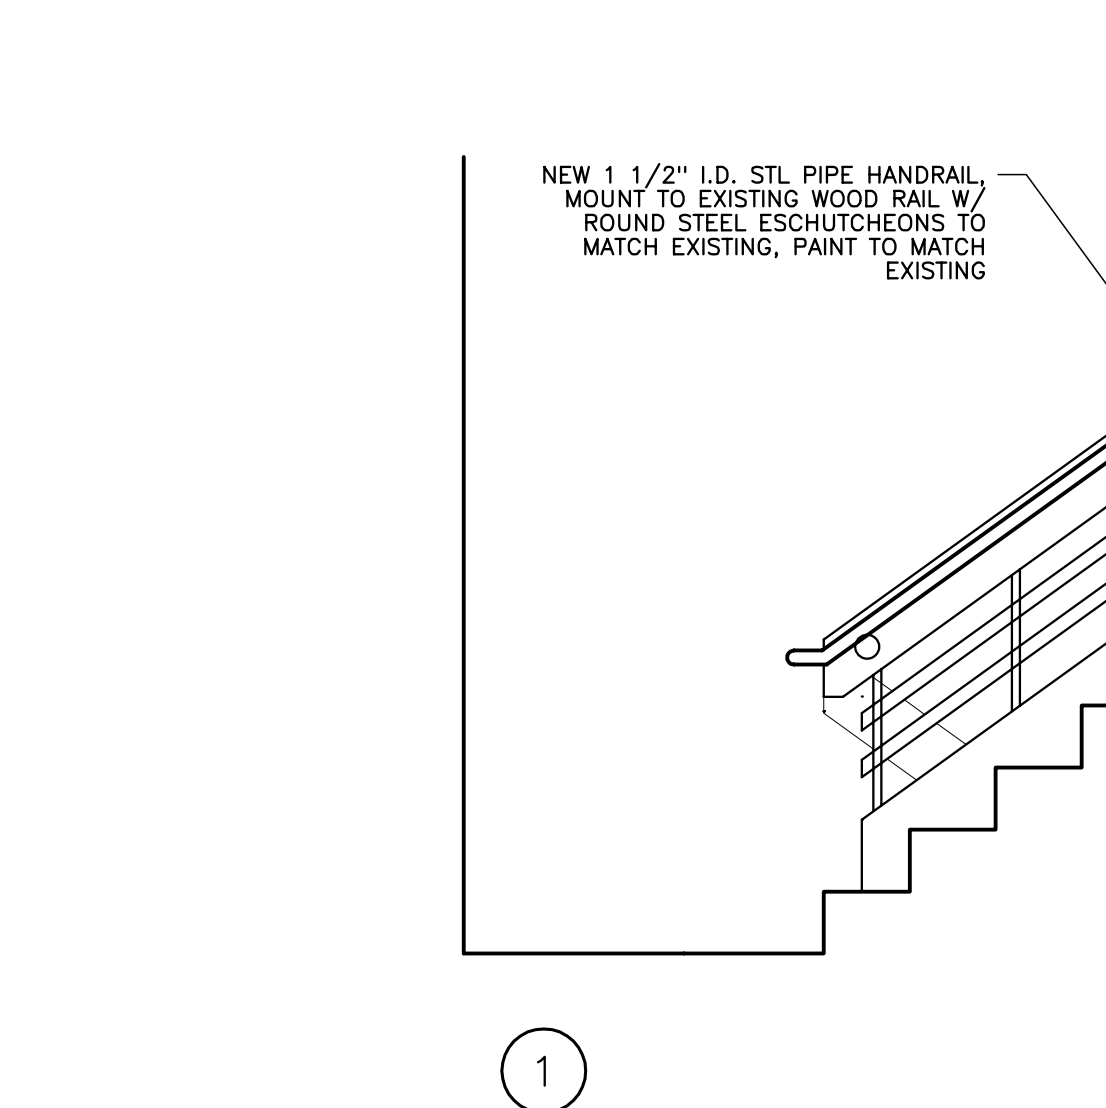 NEW 1 1/2" I.D. STL PIPE HANDRAIL,
MOUNT TO EXISTING WOOD RAIL W/
ROUND STEEL ESCHUTCHEONS TO
MATCH EXISTING, PAINT TO MATCH
EXISTING
1